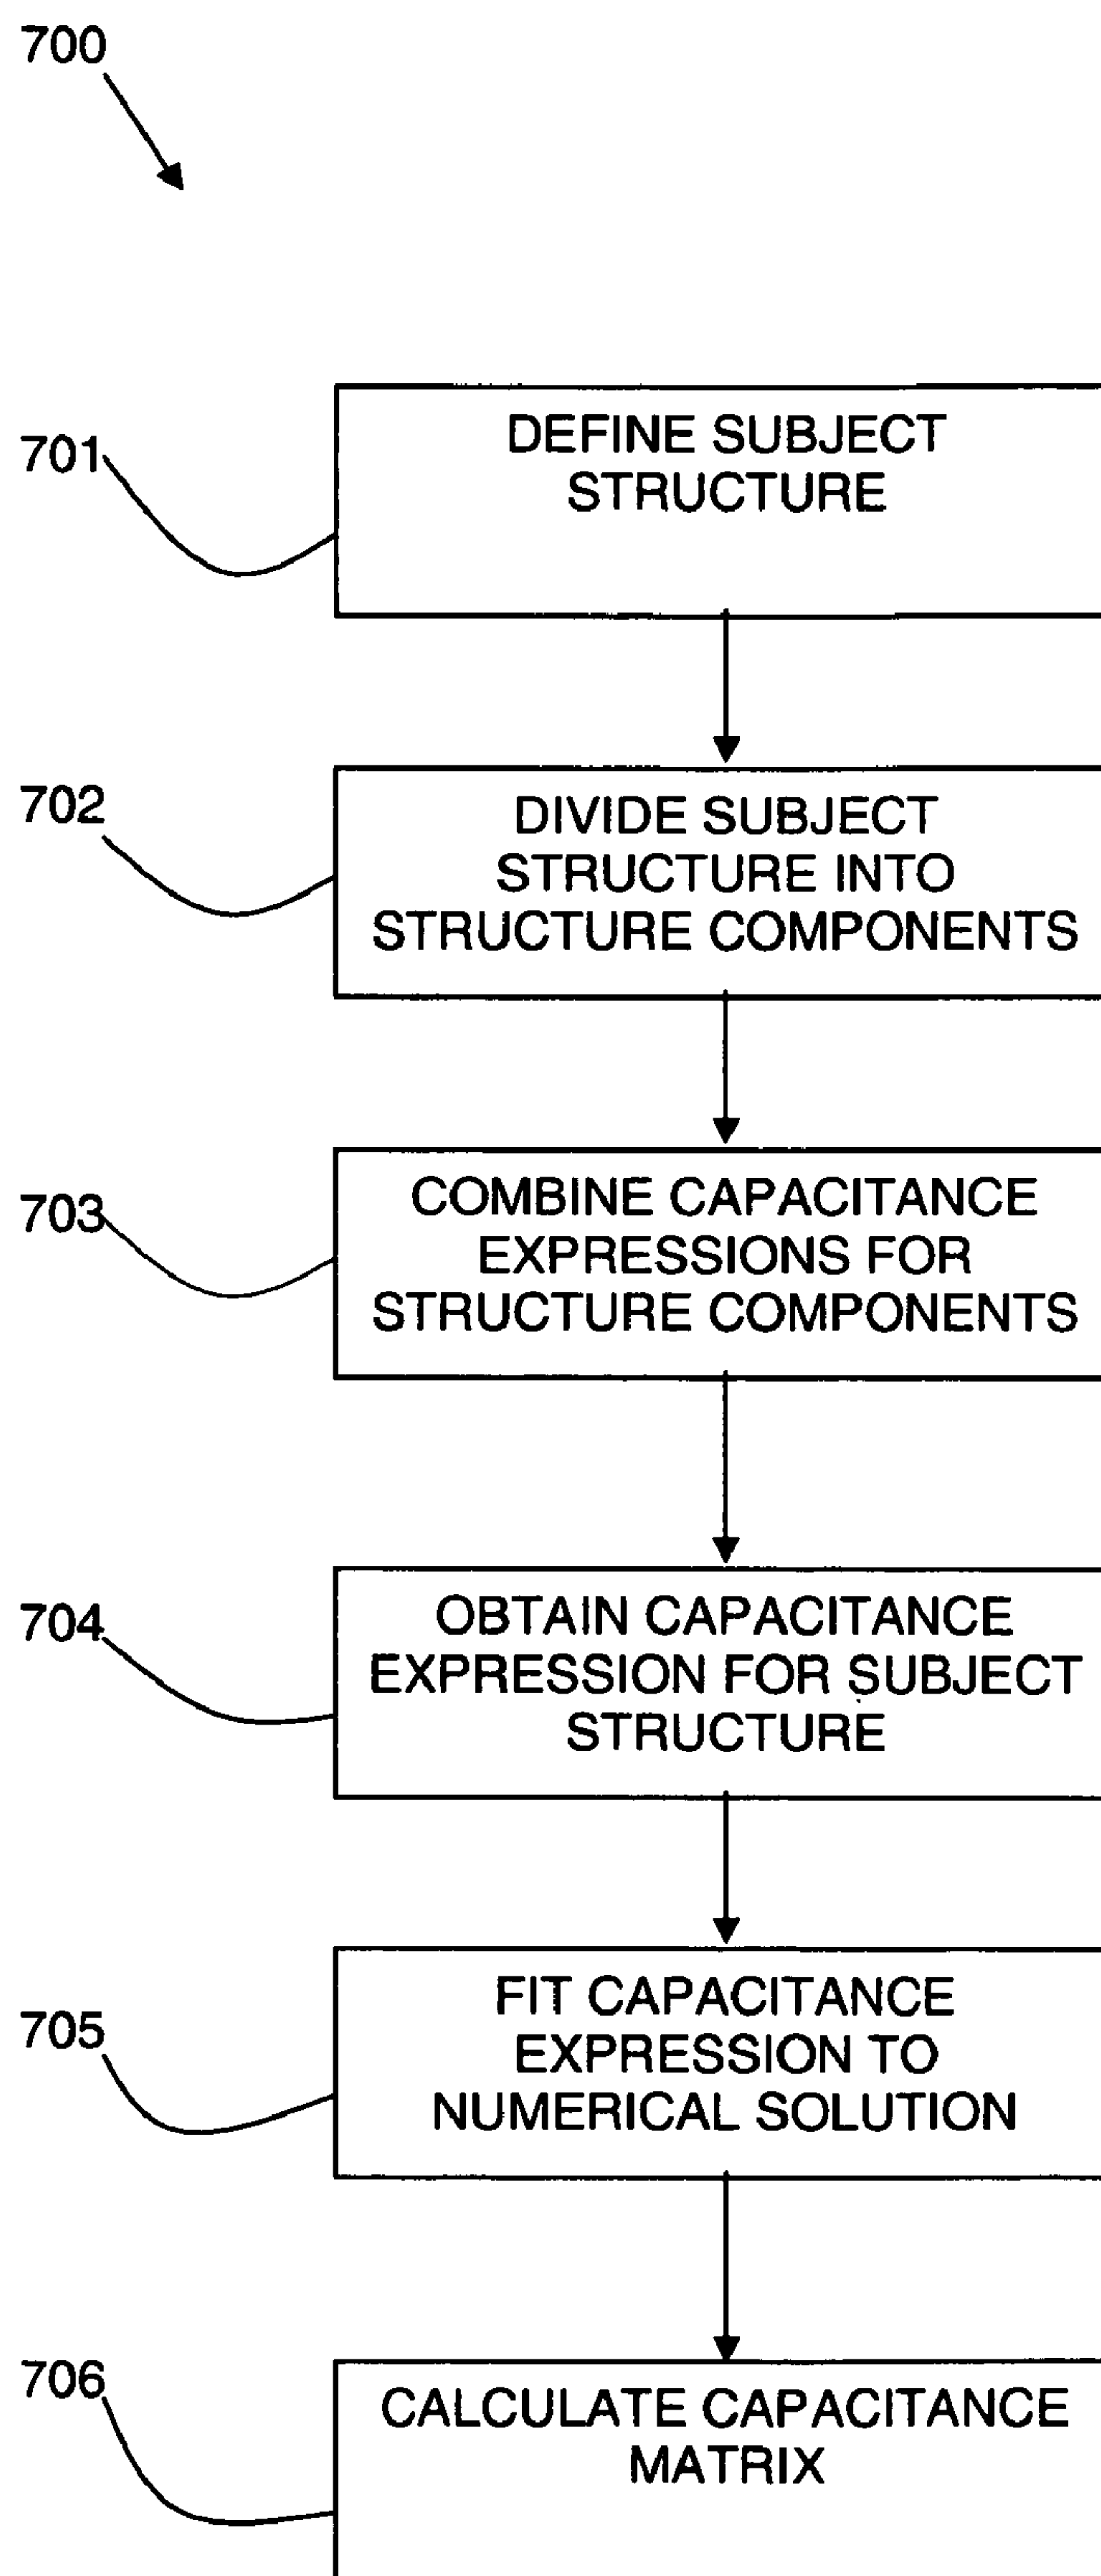 700
701
DEFINE SUBJECT
STRUCTURE
702
DIVIDE SUBJECT
STRUCTURE INTO
STRUCTURE COMPONENTS
703
COMBINE CAPACITANCE
EXPRESSIONS FOR
STRUCTURE COMPONENTS
704
OBTAIN CAPACITANCE
EXPRESSION FOR SUBJECT
STRUCTURE
705
FIT CAPACITANCE
EXPRESSION TO
NUMERICAL SOLUTION
706
CALCULATE CAPACITANCE
MATRIX